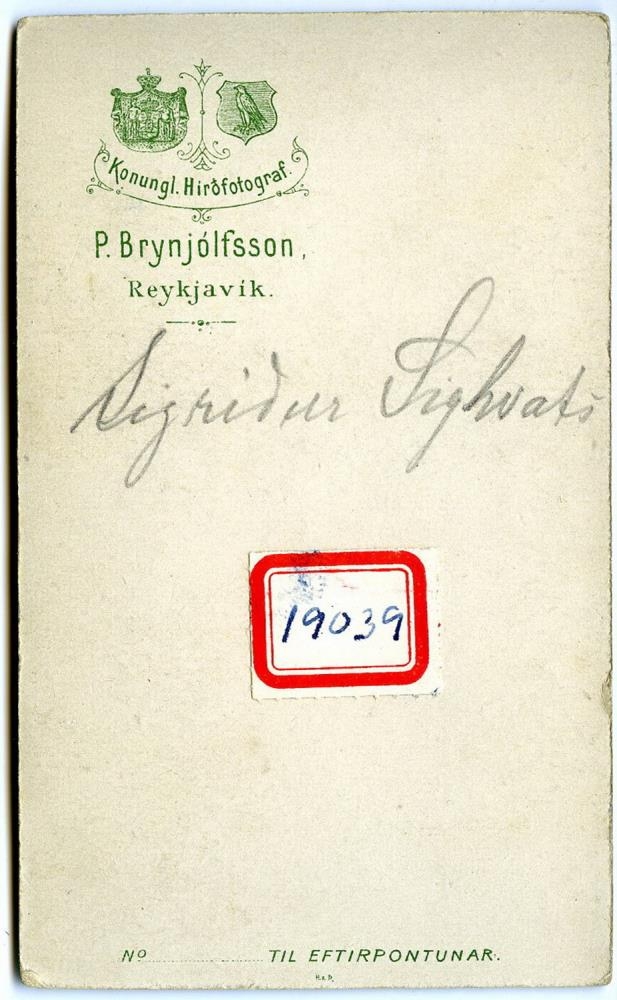 Konungl. Hirðfotograf.
P. Brynjólfsson,
Reykjavík.
Sigríður Sighvats
19039
No ........ TIL EFTIRPONTUNAR.